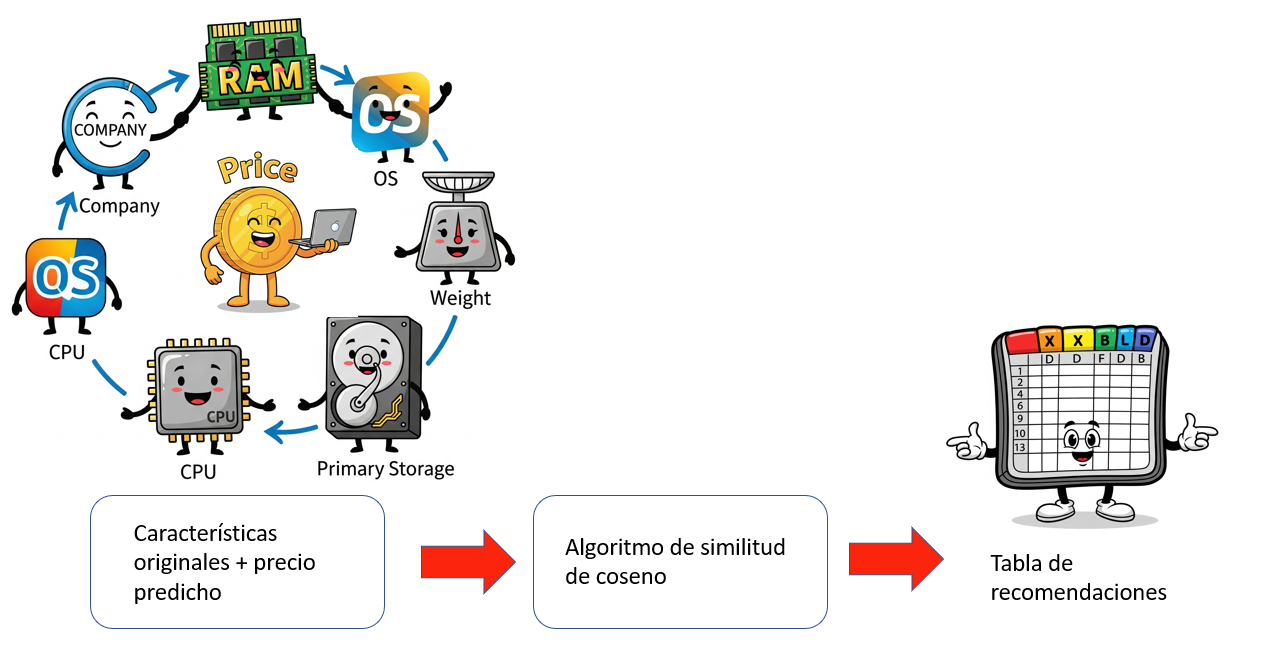 RAM
COMPANY
OS
Price
OS
Company
QS
Weight
CPU
CPU
CPU
Primary Storage
X X B L D
D D F D B
1
2
4
6
9
10
13
Características
originales + precio
predicho
Algoritmo de similitud
de coseno
Tabla de
recomendaciones